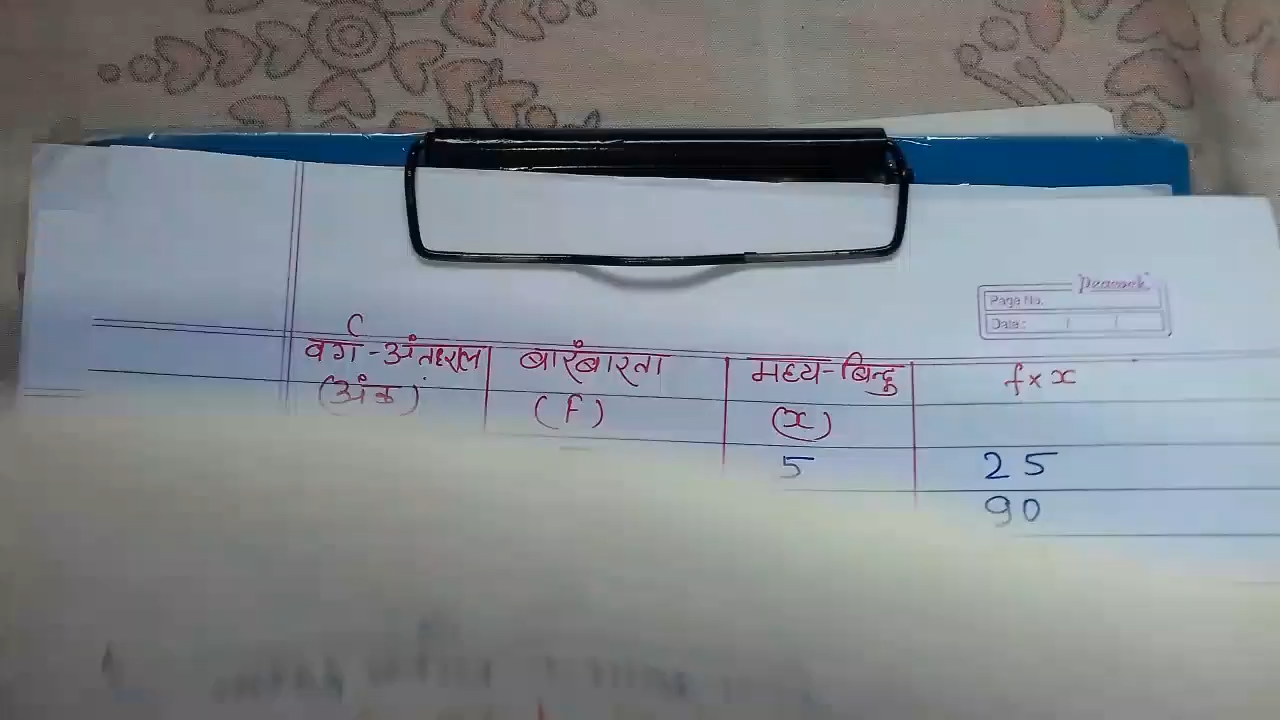 Peacock
Page No.
Date:
वर्ग-अंतराल बारंबारता मध्य-बिन्दु f×x
(अंक) (f) (x)
5 25
90